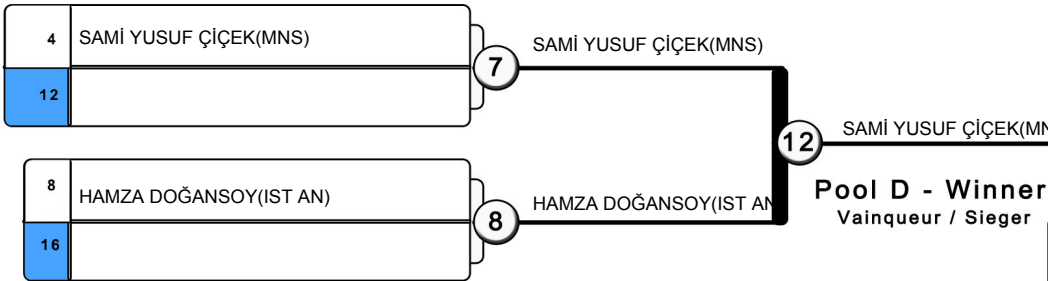 4 SAMİ YUSUF ÇİÇEK(MNS)
12
7
SAMİ YUSUF ÇİÇEK(MNS)
8 HAMZA DOĞANSOY(IST AN)
16
8
HAMZA DOĞANSOY(IST AN
12
SAMİ YUSUF ÇİÇEK(MN
Pool D - Winner
Vainqueur / Sieger